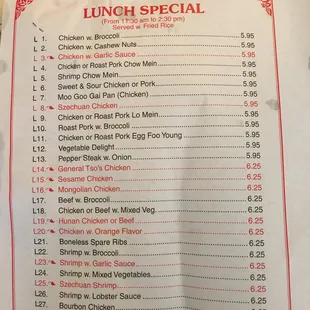 LUNCH SPECIAL
(From 11:30 am to 2:30 pm)
Served w. Fried Rice
L 1. Chicken w. Broccoli 5.95
L 2. Chicken w. Cashew Nuts 5.95
L 3. Chicken w. Garlic Sauce 5.95
L 4. Chicken or Roast Pork Chow Mein 5.95
L 5. Shrimp Chow Mein 5.95
L 6. Sweet & Sour Chicken or Pork 5.95
L 7. Moo Goo Gai Pan (Chicken) 5.95
L 8. Szechuan Chicken 5.95
L 9. Chicken or Roast Pork Lo Mein 5.95
L10. Roast Pork w. Broccoli 5.95
L11. Chicken or Roast Pork Egg Foo Young 5.95
L12. Vegetable Delight 5.95
L13. Pepper Steak w. Onion 5.95
L14. General Tso's Chicken 6.25
L15. Sesame Chicken 6.25
L16. Mongolian Chicken 6.25
L17. Beef w. Broccoli 6.25
L18. Chicken or Beef w. Mixed Veg. 6.25
L19. Hunan Chicken or Beef 6.25
L20. Chicken w. Orange Flavor 6.25
L21. Boneless Spare Ribs 6.25
L22. Shrimp w. Broccoli 6.25
L23. Shrimp w. Garlic Sauce 6.25
L24. Shrimp w. Mixed Vegetables 6.25
L25. Szechuan Shrimp 6.25
L26. Shrimp w. Lobster Sauce 6.25
L27. Bourbon Chicken 6.25